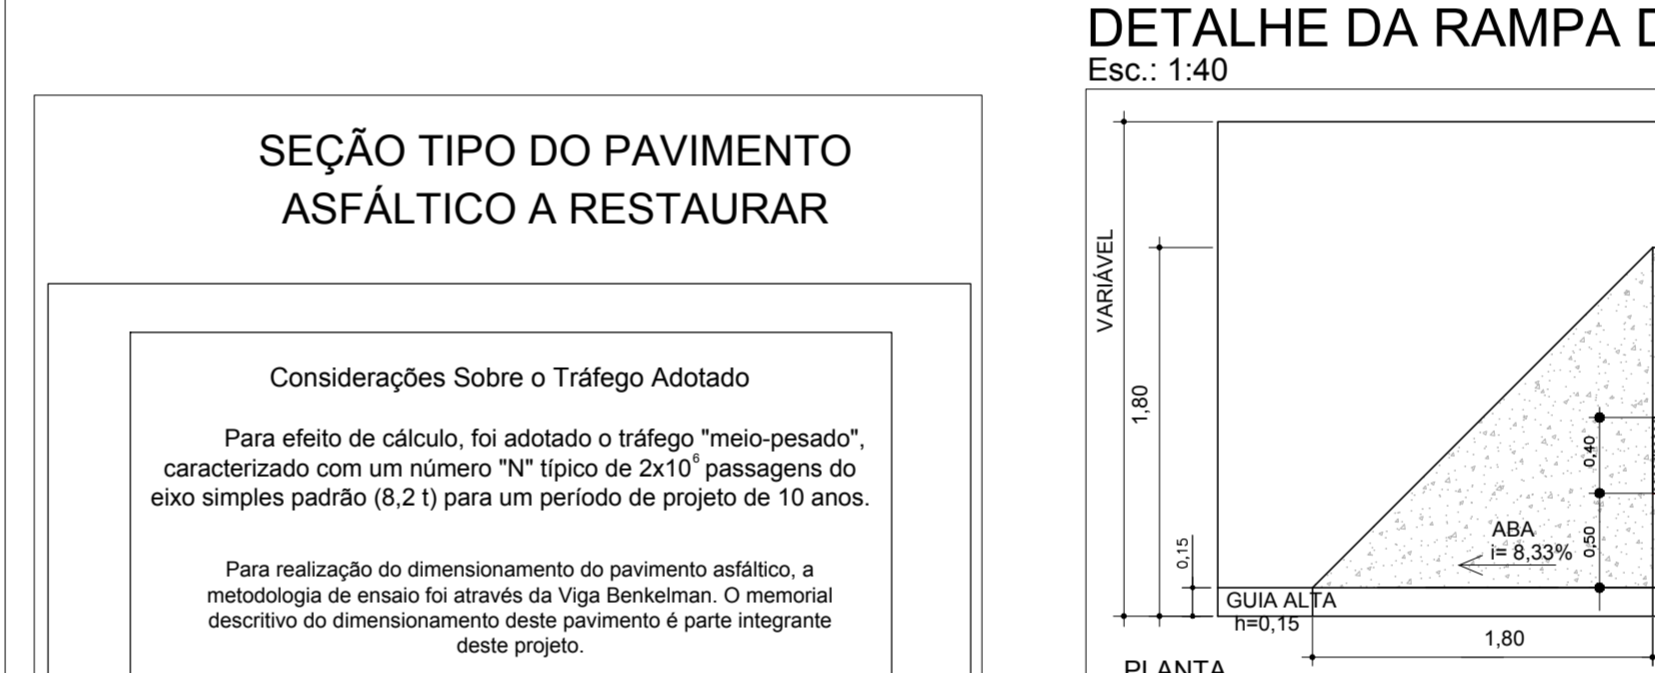 SEÇÃO TIPO DO PAVIMENTO
ASFÁLTICO A RESTAURAR
Considerações Sobre o Tráfego Adotado
Para efeito de cálculo, foi adotado o tráfego "meio-pesado",
caracterizado com um número "N" típico de 2x10⁶ passagens do
eixo simples padrão (8,2 t) para um período de projeto de 10 anos.
Para realização do dimensionamento do pavimento asfáltico, a
metodologia de ensaio foi através da Viga Benkelman. O memorial
descritivo do dimensionamento deste pavimento é parte integrante
deste projeto.
DETALHE DA RAMPA D
Esc.: 1:40
VARIÁVEL
1,80
0,15
0,40
0,50
ABA
i= 8,33%
GUIA ALTA
h=0,15
1,80
PLANTA